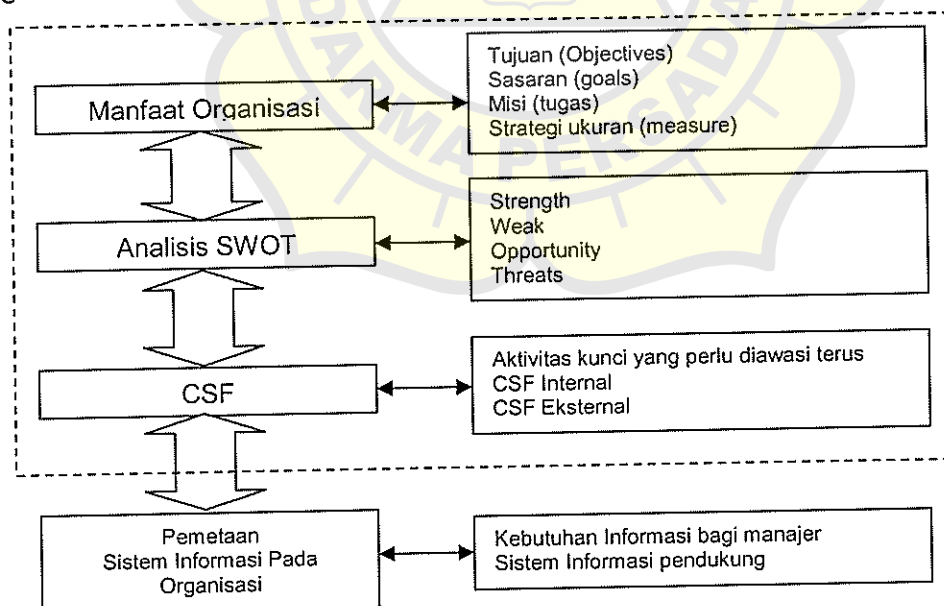 DARMA PERSADA
Manfaat Organisasi
Tujuan (Objectives)
Sasaran (goals)
Misi (tugas)
Strategi ukuran (measure)
Analisis SWOT
Strength
Weak
Opportunity
Threats
CSF
Aktivitas kunci yang perlu diawasi terus
CSF Internal
CSF Eksternal
Pemetaan
Sistem Informasi Pada
Organisasi
Kebutuhan Informasi bagi manajer
Sistem Informasi pendukung